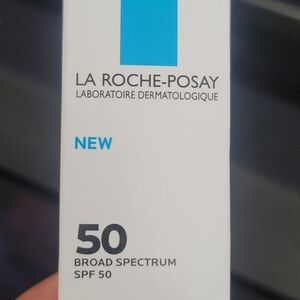 LA ROCHE-POSAY
LABORATOIRE DERMATOLOGIQUE
NEW
50
BROAD SPECTRUM
SPF 50